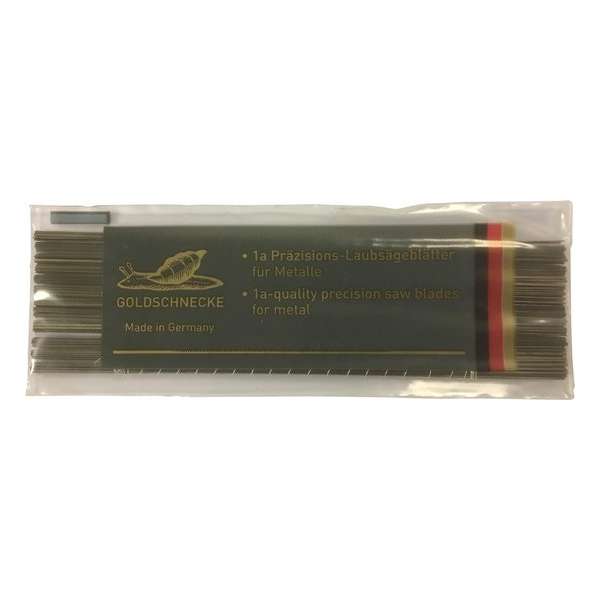 GOLDSCHNECKE
Made in Germany
• 1a Präzisions-Laubsägeblätter
für Metalle
• 1a-quality precision saw blades
for metal